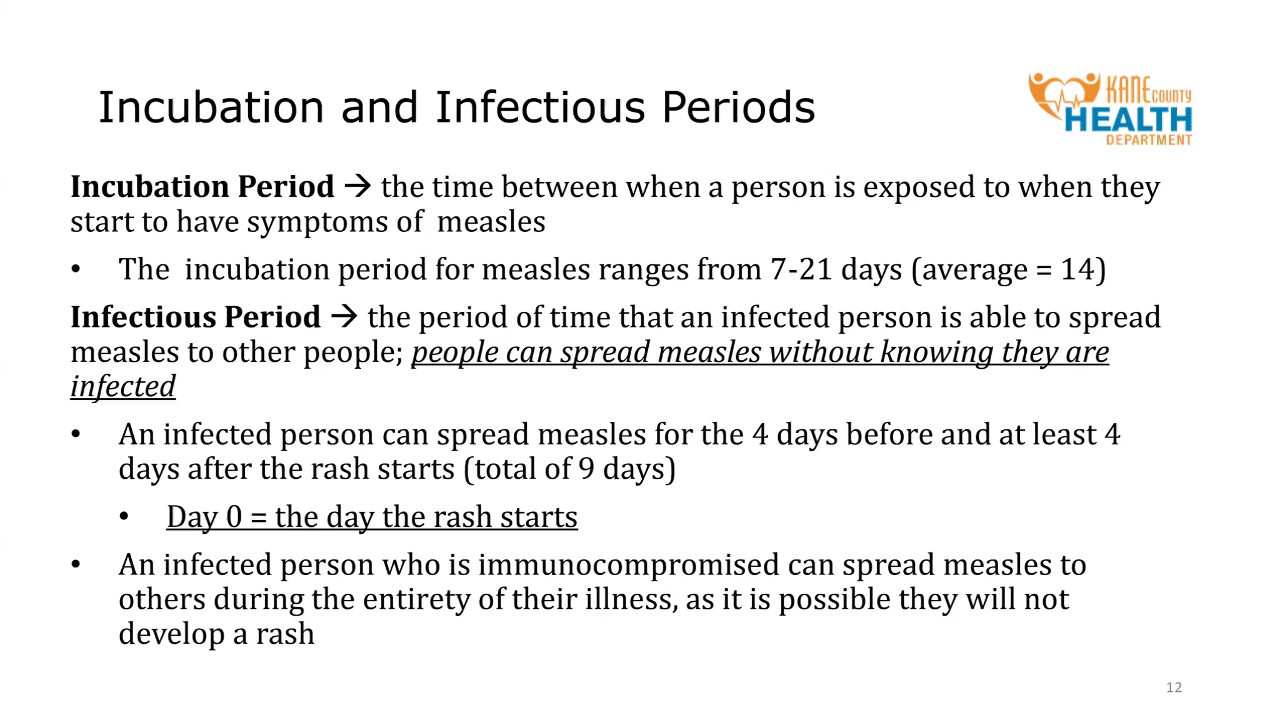 Incubation and Infectious Periods
KANE COUNTY
HEALTH
DEPARTMENT
Incubation Period → the time between when a person is exposed to when they
start to have symptoms of  measles
• The  incubation period for measles ranges from 7-21 days (average = 14)
Infectious Period → the period of time that an infected person is able to spread
measles to other people; people can spread measles without knowing they are
infected
• An infected person can spread measles for the 4 days before and at least 4
days after the rash starts (total of 9 days)
• Day 0 = the day the rash starts
• An infected person who is immunocompromised can spread measles to
others during the entirety of their illness, as it is possible they will not
develop a rash
12